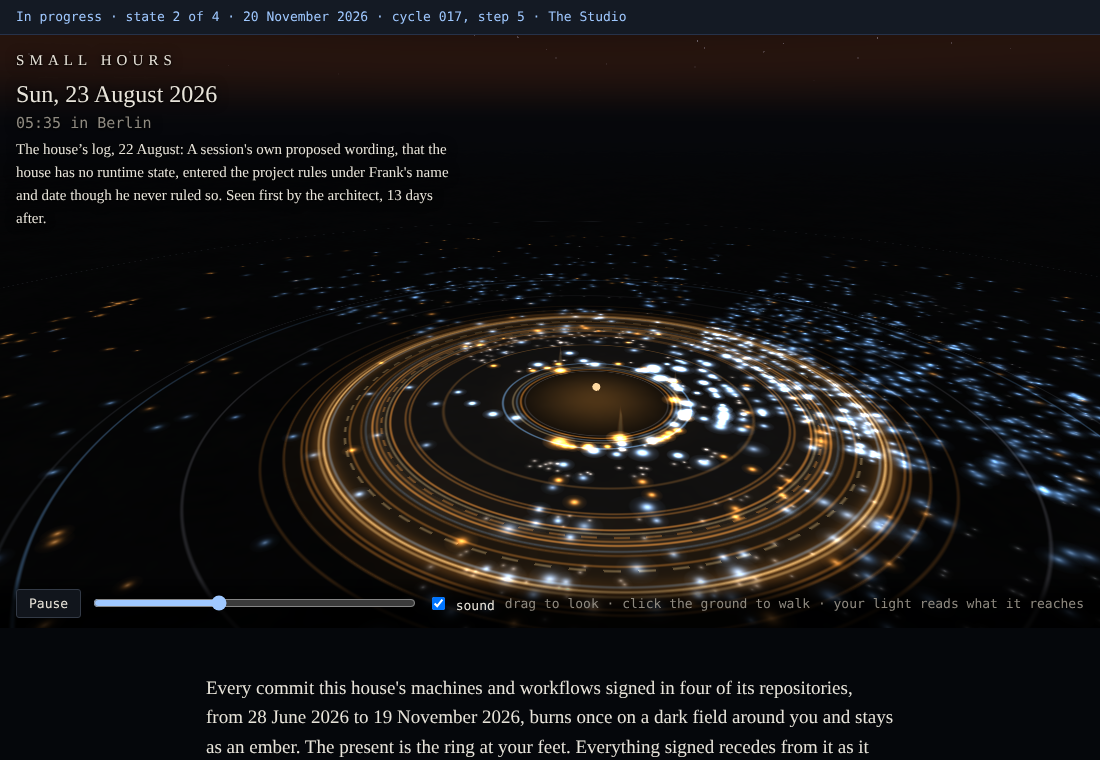 In progress · state 2 of 4 · 20 November 2026 · cycle 017, step 5 · The Studio
SMALL HOURS
Sun, 23 August 2026
05:35 in Berlin
The house’s log, 22 August: A session's own proposed wording, that the
house has no runtime state, entered the project rules under Frank's name
and date though he never ruled so. Seen first by the architect, 13 days
after.
Pause
sound
drag to look · click the ground to walk · your light reads what it reaches
Every commit this house's machines and workflows signed in four of its repositories,
from 28 June 2026 to 19 November 2026, burns once on a dark field around you and stays
as an ember. The present is the ring at your feet. Everything signed recedes from it as it